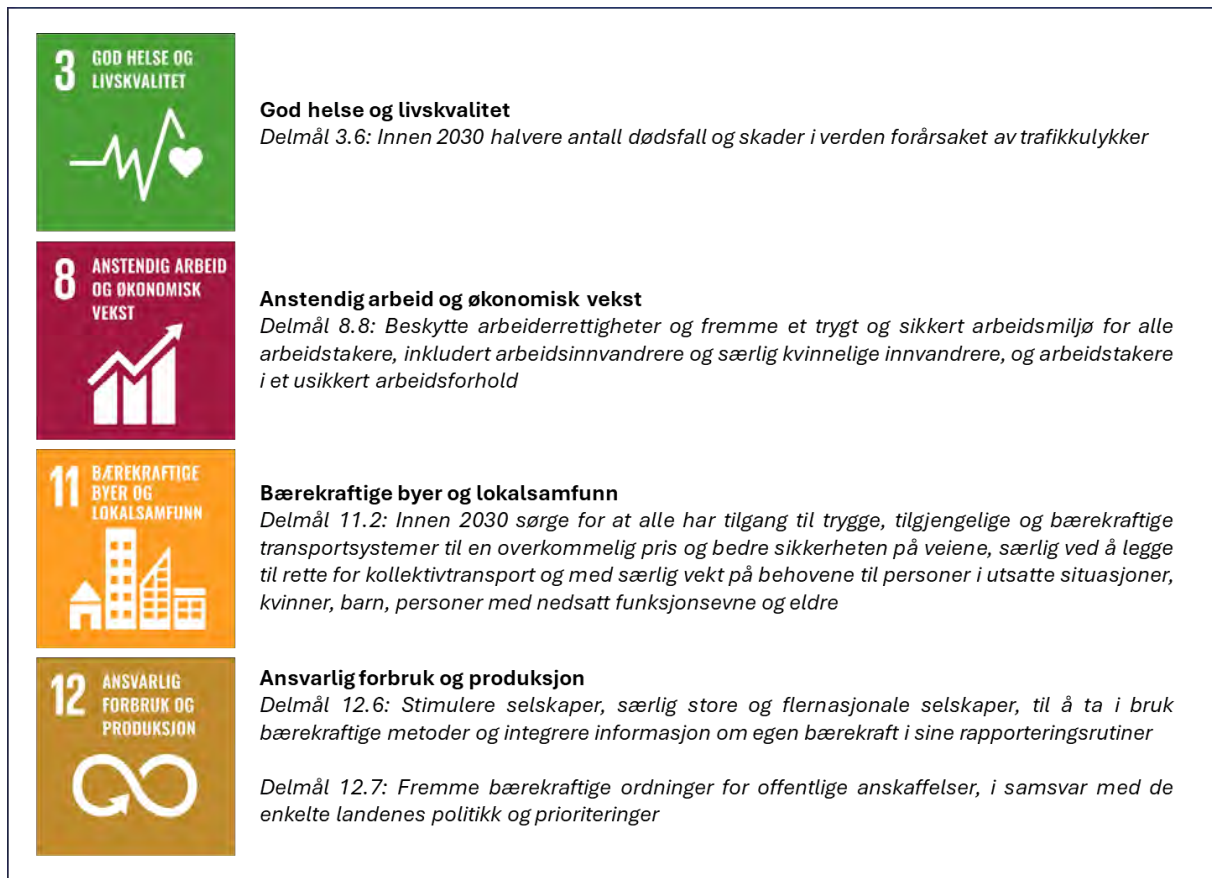 3 GOD HELSE OG
LIVSKVALITET
God helse og livskvalitet
Delmål 3.6: Innen 2030 halvere antall dødsfall og skader i verden forårsaket av trafikkulykker
8 ANSTENDIG ARBEID
OG ØKONOMISK
VEKST
Anstendig arbeid og økonomisk vekst
Delmål 8.8: Beskytte arbeiderrettigheter og fremme et trygt og sikkert arbeidsmiljø for alle
arbeidstakere, inkludert arbeidsinnvandrere og særlig kvinnelige innvandrere, og arbeidstakere
i et usikkert arbeidsforhold
11 BÆREKRAFTIGE
BYER OG
LOKALSAMFUNN
Bærekraftige byer og lokalsamfunn
Delmål 11.2: Innen 2030 sørge for at alle har tilgang til trygge, tilgjengelige og bærekraftige
transportsystemer til en overkommelig pris og bedre sikkerheten på veiene, særlig ved å legge
til rette for kollektivtransport og med særlig vekt på behovene til personer i utsatte situasjoner,
kvinner, barn, personer med nedsatt funksjonsevne og eldre
12 ANSVARLIG
FORBRUK OG
PRODUKSJON
Ansvarlig forbruk og produksjon
Delmål 12.6: Stimulere selskaper, særlig store og flernasjonale selskaper, til å ta i bruk
bærekraftige metoder og integrere informasjon om egen bærekraft i sine rapporteringsrutiner
Delmål 12.7: Fremme bærekraftige ordninger for offentlige anskaffelser, i samsvar med de
enkelte landenes politikk og prioriteringer